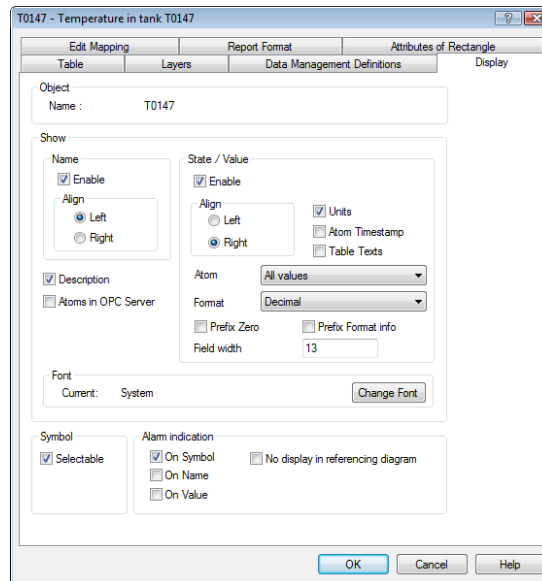 T0147 - Temperature in tank T0147
Edit Mapping Report Format Attributes of Rectangle
Table Layers Data Management Definitions Display
Object
Name : T0147
Show
Name
Enable
Align
Left
Right
Description
Atoms in OPC Server
State / Value
Enable
Align
Left
Right
Units
Atom Timestamp
Table Texts
Atom All values
Format Decimal
Prefix Zero Prefix Format info
Field width 13
Font
Current: System Change Font
Symbol
Selectable
Alarm indication
On Symbol No display in referencing diagram
On Name
On Value
OK Cancel Help